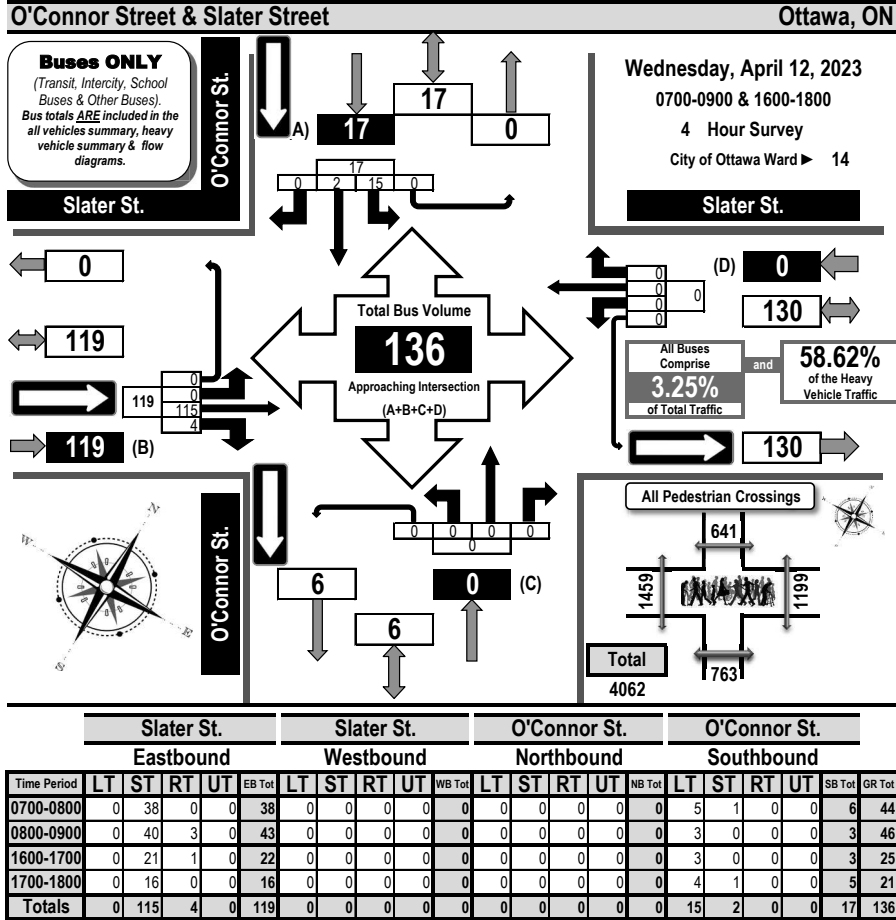 O'Connor Street & Slater Street Ottawa, ON
Buses ONLY
(Transit, Intercity, School
Buses & Other Buses).
Bus totals ARE included in the
all vehicles summary, heavy
vehicle summary & flow
diagrams.
O'Connor St.
Slater St.
(A) 17
17
0
17
0 2 15 0
Wednesday, April 12, 2023
0700-0900 & 1600-1800
4 Hour Survey
City of Ottawa Ward ► 14
Slater St.
0
119
119
0
0
115
4
119 (B)
Total Bus Volume
136
Approaching Intersection
(A+B+C+D)
0
0
0
0
0
(D) 0
130
All Buses
Comprise
3.25%
of Total Traffic
and
58.62%
of the Heavy
Vehicle Traffic
130
N
W
E
S
O'Connor St.
0 0 0 0
0
6
0 (C)
6
All Pedestrian Crossings
641
1459
1199
763
Total
4062
Slater St. Slater St. O'Connor St. O'Connor St.
Eastbound Westbound Northbound Southbound
Time Period LT ST RT UT EB Tot LT ST RT UT WB Tot LT ST RT UT NB Tot LT ST RT UT SB Tot GR Tot
0700-0800 0 38 0 0 38 0 0 0 0 0 0 0 0 0 0 5 1 0 0 6 44
0800-0900 0 40 3 0 43 0 0 0 0 0 0 0 0 0 0 3 0 0 0 3 46
1600-1700 0 21 1 0 22 0 0 0 0 0 0 0 0 0 0 3 0 0 0 3 25
1700-1800 0 16 0 0 16 0 0 0 0 0 0 0 0 0 0 4 1 0 0 5 21
Totals 0 115 4 0 119 0 0 0 0 0 0 0 0 0 0 15 2 0 0 17 136